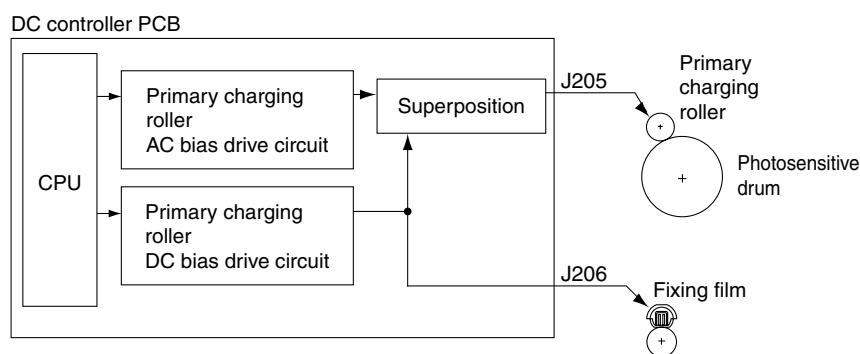 DC controller PCB
CPU
Primary charging
roller
AC bias drive circuit
Superposition
Primary charging
roller
DC bias drive circuit
J205
Primary
charging
roller
Photosensitive
drum
J206
Fixing film